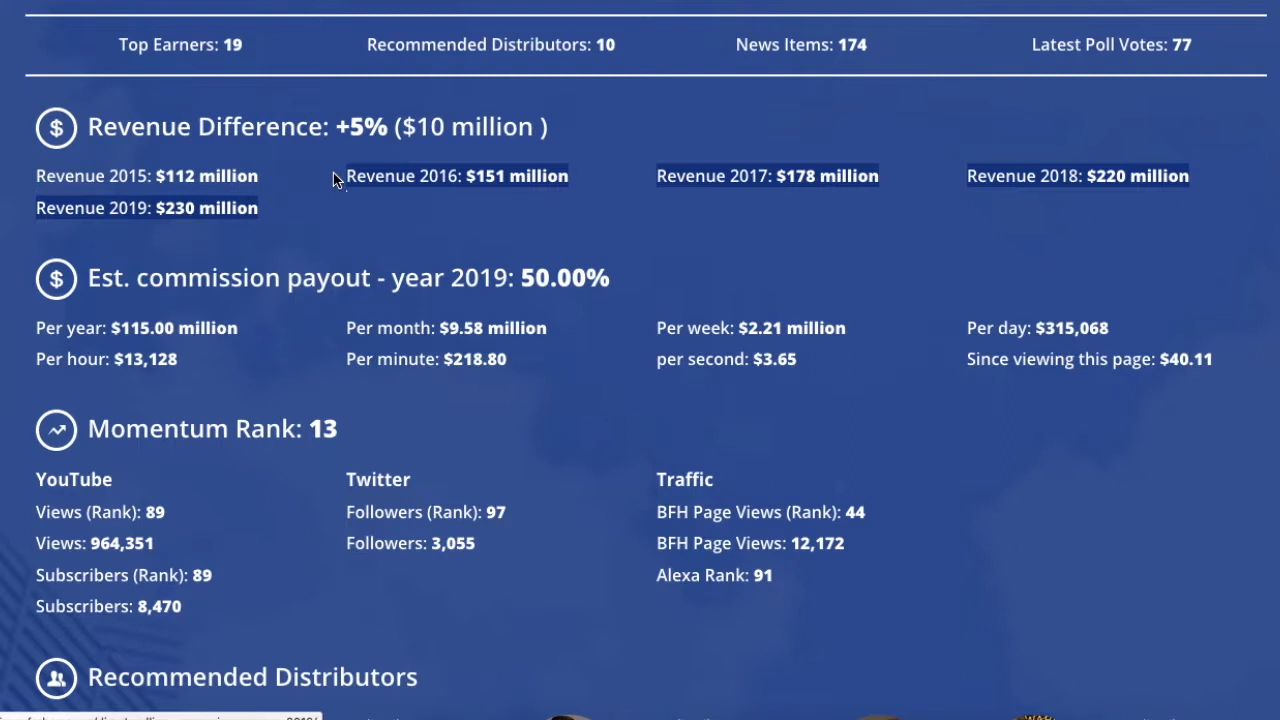 Top Earners: 19 Recommended Distributors: 10 News Items: 174 Latest Poll Votes: 77
Revenue Difference: +5% ($10 million )
Revenue 2015: $112 million Revenue 2016: $151 million Revenue 2017: $178 million Revenue 2018: $220 million
Revenue 2019: $230 million
Est. commission payout - year 2019: 50.00%
Per year: $115.00 million Per month: $9.58 million Per week: $2.21 million Per day: $315,068
Per hour: $13,128 Per minute: $218.80 per second: $3.65 Since viewing this page: $40.11
Momentum Rank: 13
YouTube Twitter Traffic
Views (Rank): 89 Followers (Rank): 97 BFH Page Views (Rank): 44
Views: 964,351 Followers: 3,055 BFH Page Views: 12,172
Subscribers (Rank): 89 Alexa Rank: 91
Subscribers: 8,470
Recommended Distributors